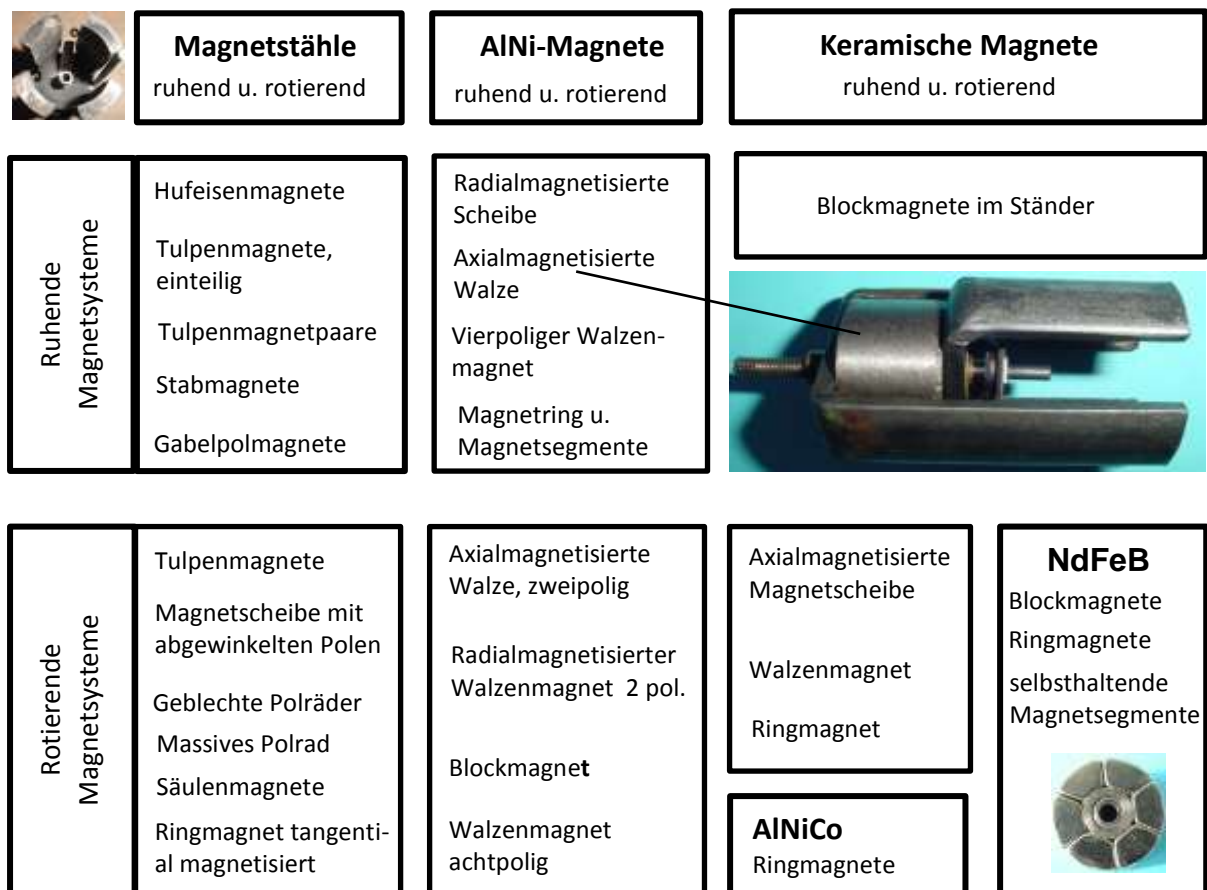 Magnetstähle
ruhend u. rotierend
AlNi-Magnete
ruhend u. rotierend
Keramische Magnete
ruhend u. rotierend
Ruhende
Magnetsysteme
Hufeisenmagnete
Tulpenmagnete,
einteilig
Tulpenmagnetpaare
Stabmagnete
Gabelpolmagnete
Radialmagnetisierte
Scheibe
Axialmagnetisierte
Walze
Vierpoliger Walzen-
magnet
Magnetring u.
Magnetsegmente
Blockmagnete im Ständer
Rotierende
Magnetsysteme
Tulpenmagnete
Magnetscheibe mit
abgewinkelten Polen
Geblechte Polräder
Massives Polrad
Säulenmagnete
Ringmagnet tangenti-
al magnetisiert
Axialmagnetisierte
Walze, zweipolig
Radialmagnetisierter
Walzenmagnet 2 pol.
Blockmagnet
Walzenmagnet
achtpolig
Axialmagnetisierte
Magnetscheibe
Walzenmagnet
Ringmagnet
AlNiCo
Ringmagnete
NdFeB
Blockmagnete
Ringmagnete
selbsthaltende
Magnetsegmente